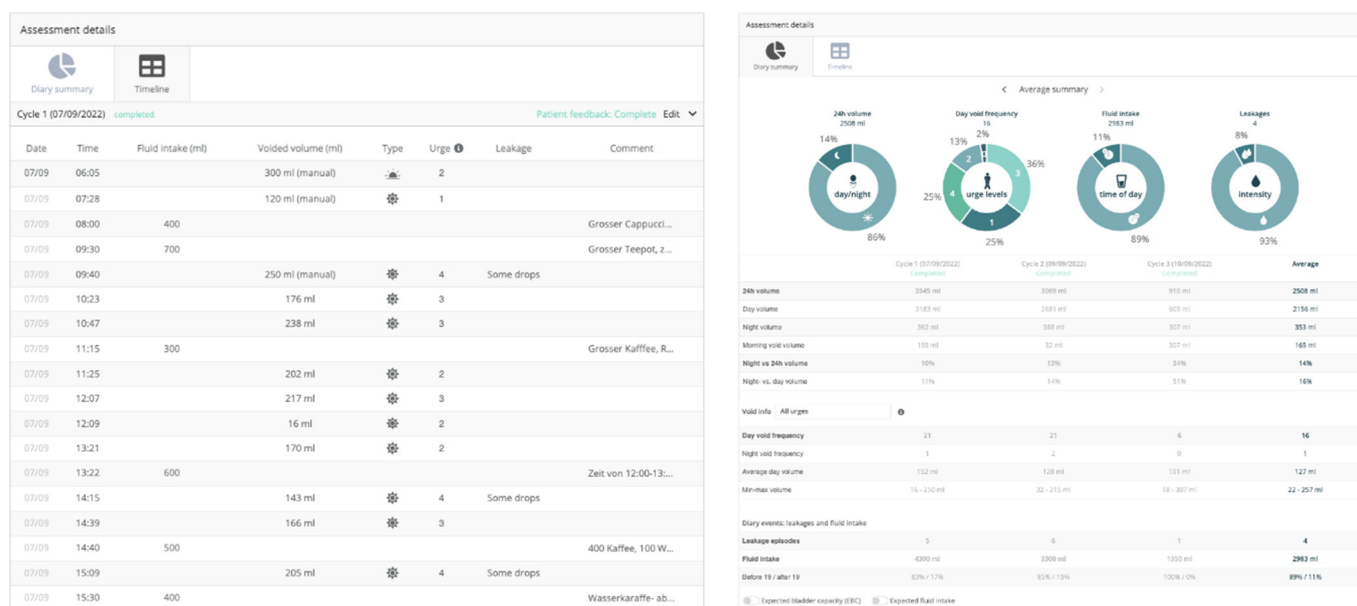 Assessment details
Diary summary
Timeline
Cycle 1 (07/09/2022) completed Patient feedback: Complete Edit
Date Time Fluid intake (ml) Voided volume (ml) Type Urge Leakage Comment
07/09 06:05 300 ml (manual) 2
07/09 07:28 120 ml (manual) 1
07/09 08:00 400 Grosser Cappucci...
07/09 09:30 700 Grosser Teepot, z...
07/09 09:40 250 ml (manual) 4 Some drops
07/09 10:23 176 ml 3
07/09 10:47 238 ml 3
07/09 11:15 300 Grosser Kafffee, R...
07/09 11:25 202 ml 2
07/09 12:07 217 ml 3
07/09 12:09 16 ml 2
07/09 13:21 170 ml 2
07/09 13:22 600 Zeit von 12:00-13:...
07/09 14:15 143 ml 4 Some drops
07/09 14:39 166 ml 3
07/09 14:40 500 400 Kaffee, 100 W...
07/09 15:09 205 ml 4 Some drops
07/09 15:30 400 Wasserkaraffe- ab...
Assessment details
Diary summary
Timeline
< Average summary >
24h volume
2508 ml
14%
day/night
86%
Day void frequency
16
2%
13%
36%
2
3
4
urge levels
25%
1
25%
Fluid intake
2983 ml
11%
time of day
89%
Leakages
4
8%
intensity
93%
Cycle 1 (07/09/2022) Cycle 2 (09/09/2022) Cycle 3 (10/09/2022) Average
Completed Completed Completed
24h volume 3545 ml 3069 ml 910 ml 2508 ml
Day volume 3183 ml 2681 ml 603 ml 2156 ml
Night volume 362 ml 388 ml 307 ml 353 ml
Morning void volume 155 ml 32 ml 307 ml 165 ml
Night vs 24h volume 10% 13% 34% 14%
Night- vs. day volume 11% 14% 51% 16%
Void info All urges
Day void frequency 21 21 6 16
Night void frequency 1 2 0 1
Average day volume 152 ml 128 ml 101 ml 127 ml
Min-max volume 16 - 250 ml 32 - 215 ml 18 - 307 ml 22 - 257 ml
Diary events: leakages and fluid intake
Leakage episodes 5 6 1 4
Fluid intake 4300 ml 3300 ml 1350 ml 2983 ml
Before 19 / after 19 100% / 0% 89% / 11%
Expected bladder capacity (EBC) Expected fluid intake